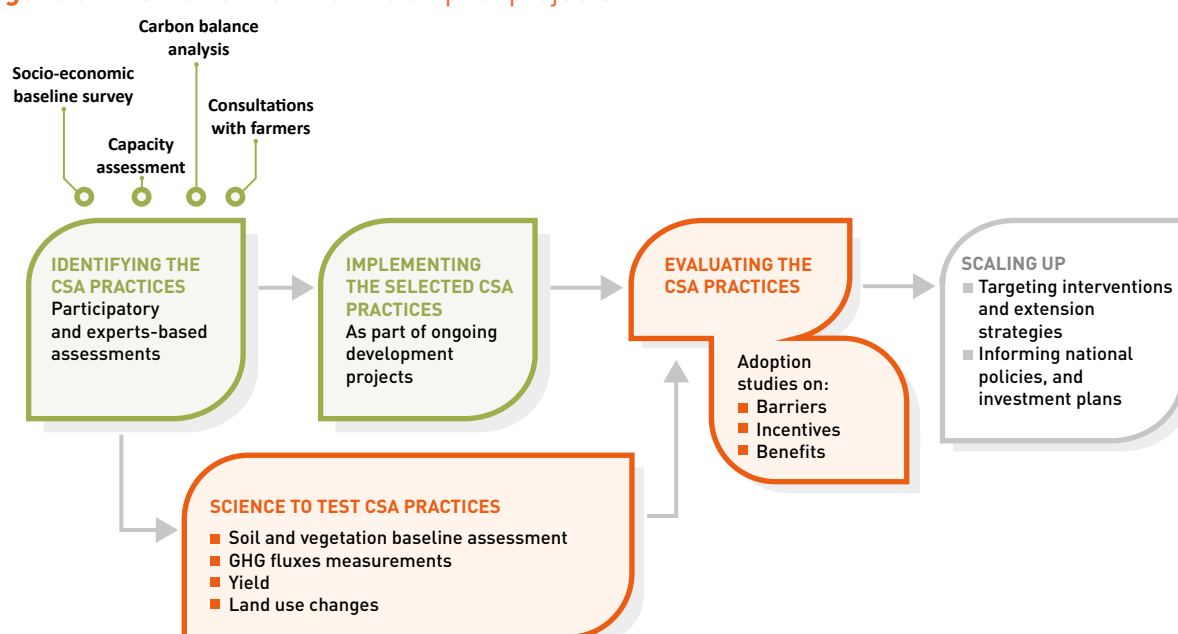 Carbon balance
analysis
Socio-economic
baseline survey
Consultations
with farmers
Capacity
assessment
IDENTIFYING THE
CSA PRACTICES
Participatory
and experts-based
assessments
IMPLEMENTING
THE SELECTED CSA
PRACTICES
As part of ongoing
development
projects
EVALUATING THE
CSA PRACTICES
Adoption
studies on:
Barriers
Incentives
Benefits
SCALING UP
Targeting interventions
and extension
strategies
Informing national
policies, and
investment plans
SCIENCE TO TEST CSA PRACTICES
Soil and vegetation baseline assessment
GHG fluxes measurements
Yield
Land use changes